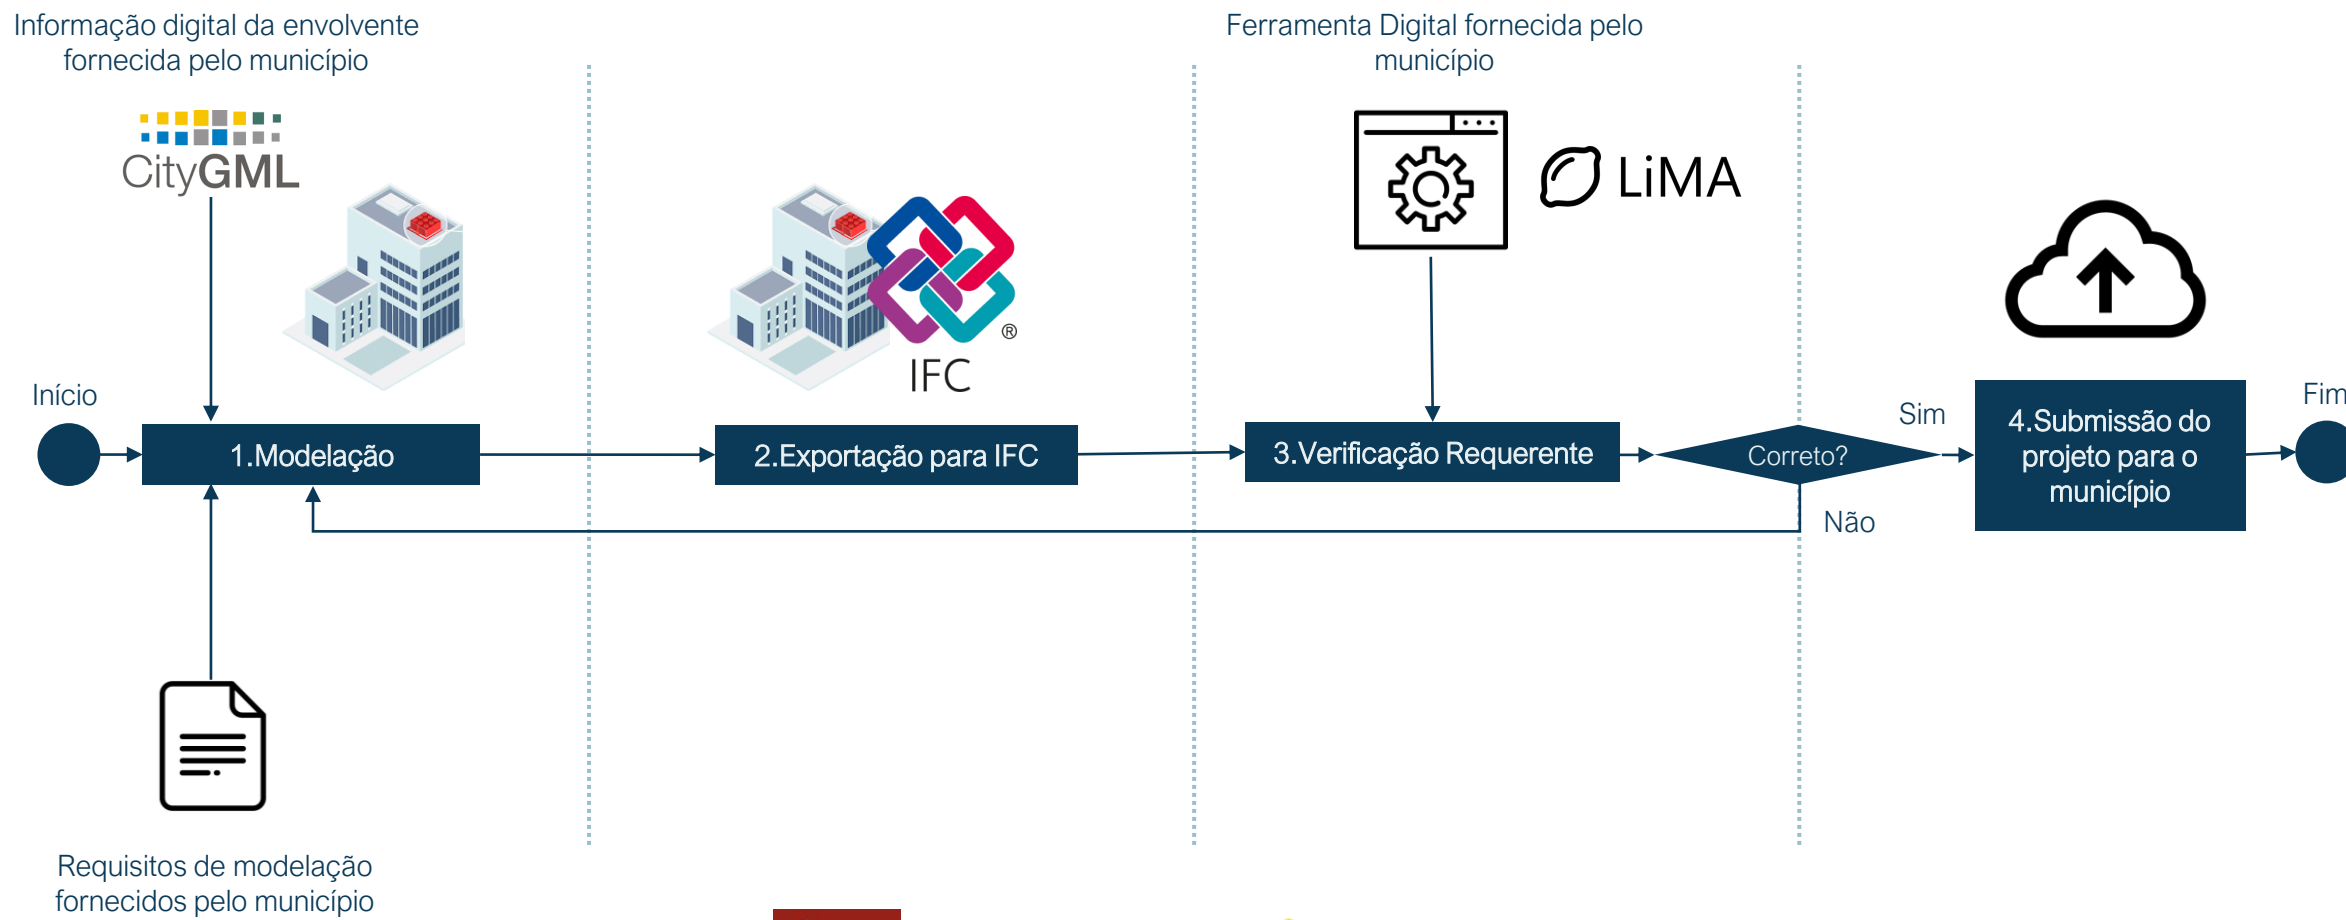 Informação digital da envolvente
fornecida pelo município
CityGML
Ferramenta Digital fornecida pelo
município
LiMA
®
IFC
Início
1.Modelação
2.Exportação para IFC
3.Verificação Requerente
Correto?
Sim
Não
4.Submissão do
projeto para o
município
Fim
Requisitos de modelação
fornecidos pelo município